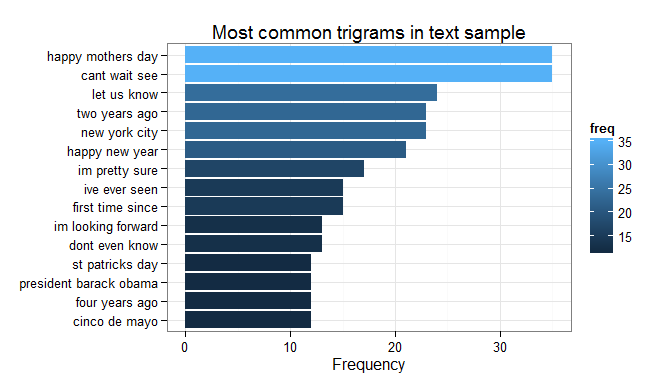 Most common trigrams in text sample
happy mothers day
cant wait see
let us know
two years ago
new york city
happy new year
im pretty sure
ive ever seen
first time since
im looking forward
dont even know
st patricks day
president barack obama
four years ago
cinco de mayo
0 10 20 30
Frequency
freq
35
30
25
20
15